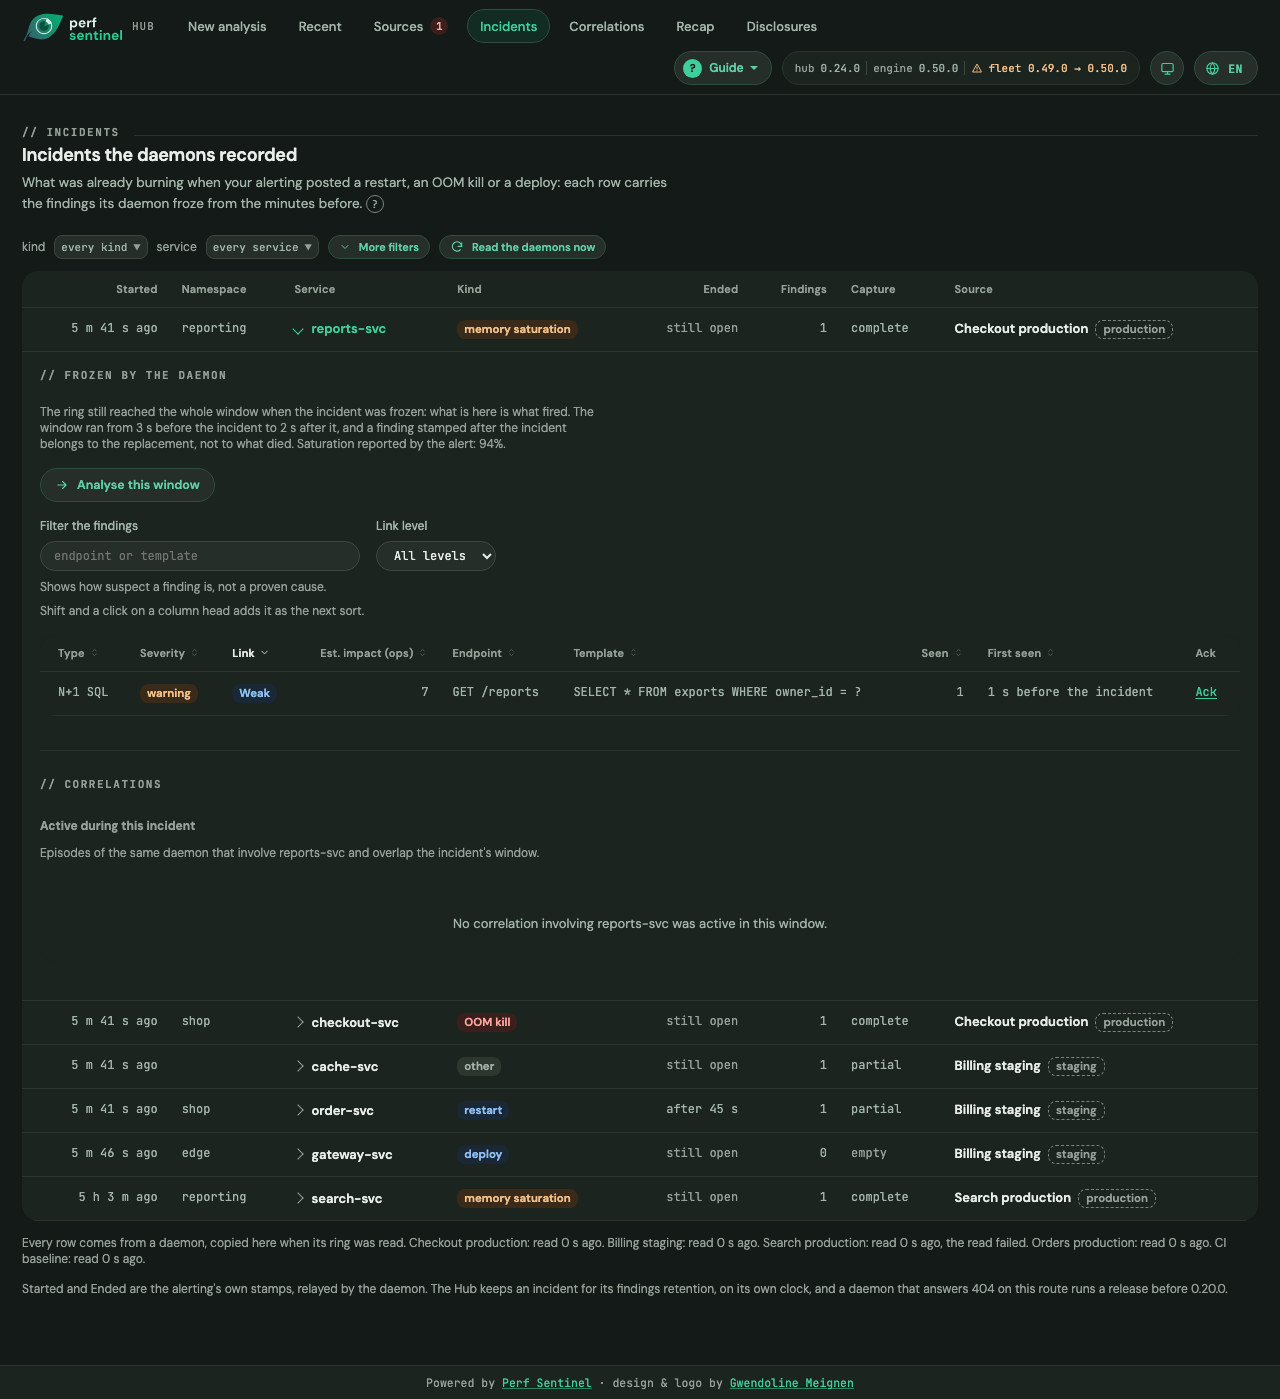 perf sentinel HUB
New analysis Recent Sources 1 Incidents Correlations Recap Disclosures
? Guide hub 0.24.0 engine 0.50.0 ⚠ fleet 0.49.0 → 0.50.0 EN
// INCIDENTS
Incidents the daemons recorded
What was already burning when your alerting posted a restart, an OOM kill or a deploy: each row carries
the findings its daemon froze from the minutes before. ?
kind every kind ▼ service every service ▼ More filters Read the daemons now
Started Namespace Service Kind Ended Findings Capture Source
5 m 41 s ago reporting reports-svc memory saturation still open 1 complete Checkout production production
// FROZEN BY THE DAEMON
The ring still reached the whole window when the incident was frozen: what is here is what fired. The
window ran from 3 s before the incident to 2 s after it, and a finding stamped after the incident
belongs to the replacement, not to what died. Saturation reported by the alert: 94%.
→ Analyse this window
Filter the findings Link level
endpoint or template All levels
Shows how suspect a finding is, not a proven cause.
Shift and a click on a column head adds it as the next sort.
Type Severity Link Est. impact (ops) Endpoint Template Seen First seen Ack
N+1 SQL warning Weak 7 GET /reports SELECT * FROM exports WHERE owner_id = ? 1 1 s before the incident Ack
// CORRELATIONS
Active during this incident
Episodes of the same daemon that involve reports-svc and overlap the incident's window.
No correlation involving reports-svc was active in this window.
5 m 41 s ago shop checkout-svc OOM kill still open 1 complete Checkout production production
5 m 41 s ago cache-svc other still open 1 partial Billing staging staging
5 m 41 s ago shop order-svc restart after 45 s 1 partial Billing staging staging
5 m 46 s ago edge gateway-svc deploy still open 0 empty Billing staging staging
5 h 3 m ago reporting search-svc memory saturation still open 1 complete Search production production
Every row comes from a daemon, copied here when its ring was read. Checkout production: read 0 s ago. Billing staging: read 0 s ago. Search production: read 0 s ago, the read failed. Orders production: read 0 s ago. CI
baseline: read 0 s ago.
Started and Ended are the alerting's own stamps, relayed by the daemon. The Hub keeps an incident for its findings retention, on its own clock, and a daemon that answers 404 on this route runs a release before 0.20.0.
Powered by Perf Sentinel · design & logo by Gwendoline Meignen